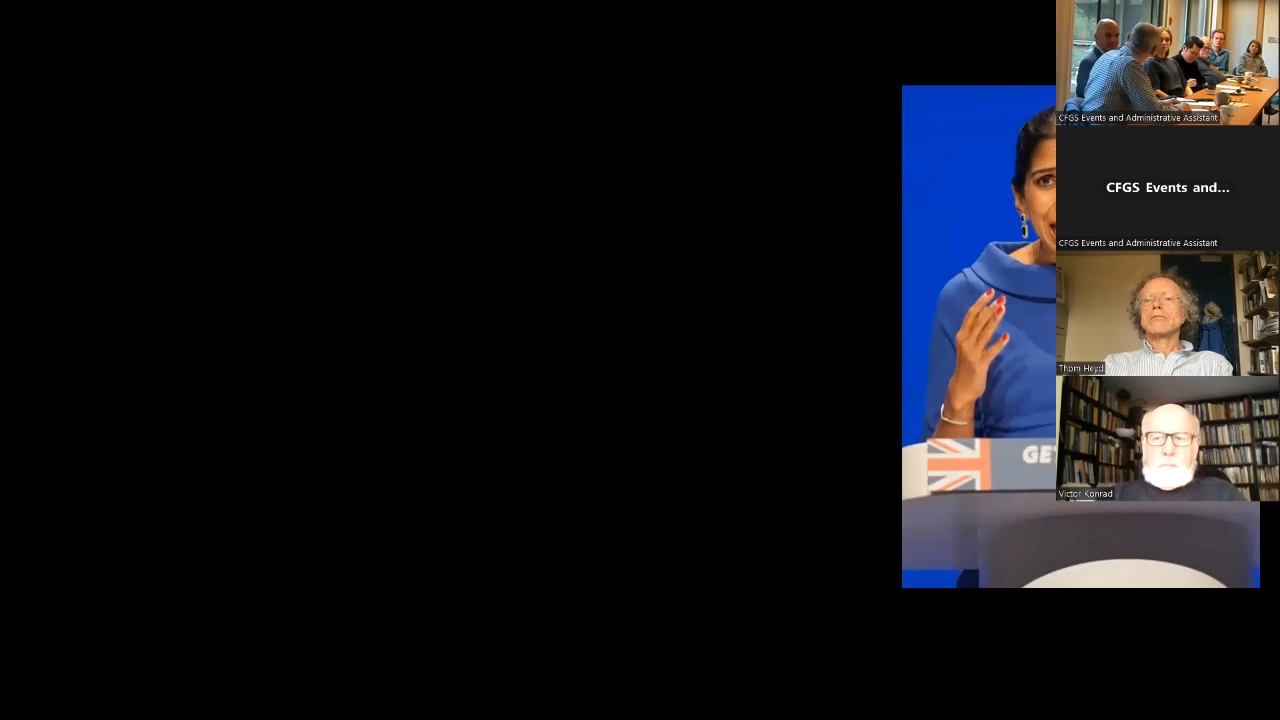 CFGS Events and Administrative Assistant
CFGS Events and...
CFGS Events and Administrative Assistant
Thom Heyd
Victor Konrad
GET